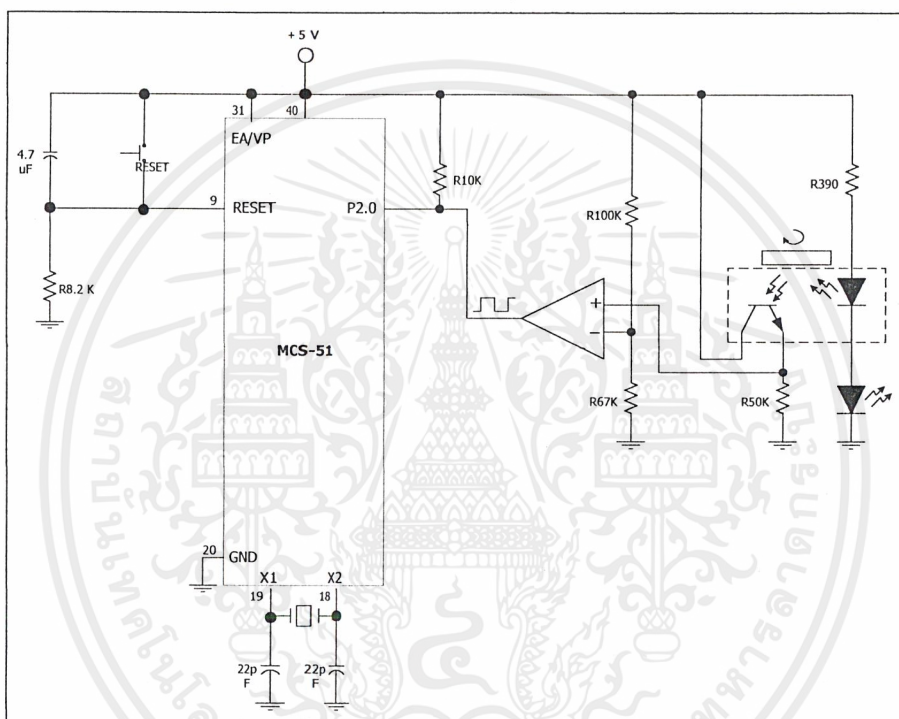 + 5 V
31
40
EA/VP
4.7
uF
RESET
9
RESET
P2.0
R10K
R100K
R390
R8.2 K
+
−
MCS-51
R67K
R50K
20
GND
X1
X2
19
18
22p
F
22p
F